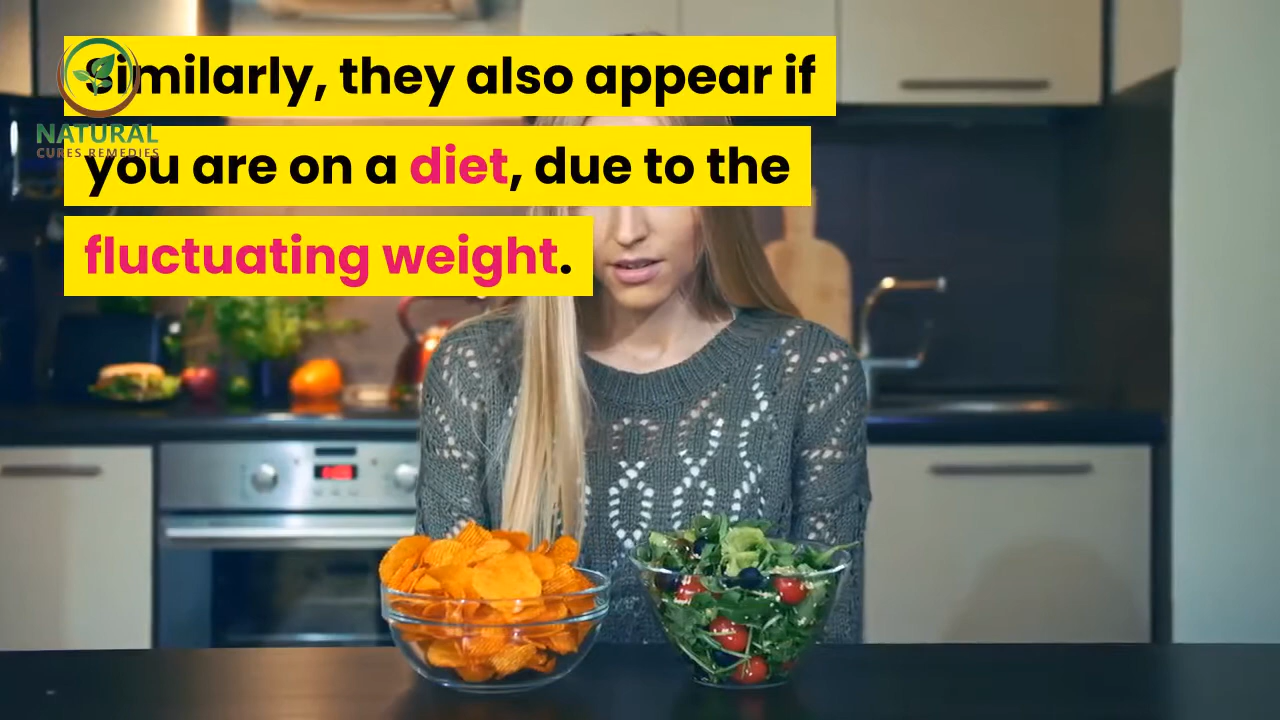 Similarly, they also appear if
you are on a diet, due to the
fluctuating weight.
NATURAL
CURES REMEDIES